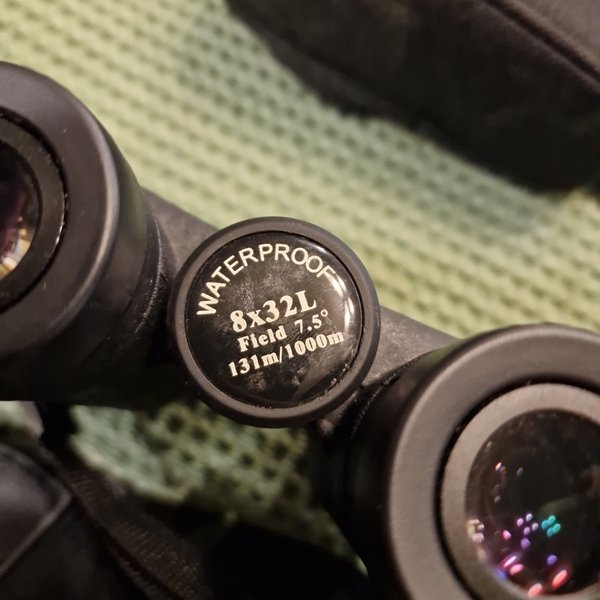 WATERPROOF
8x32L
Field 7.5°
131m/1000m